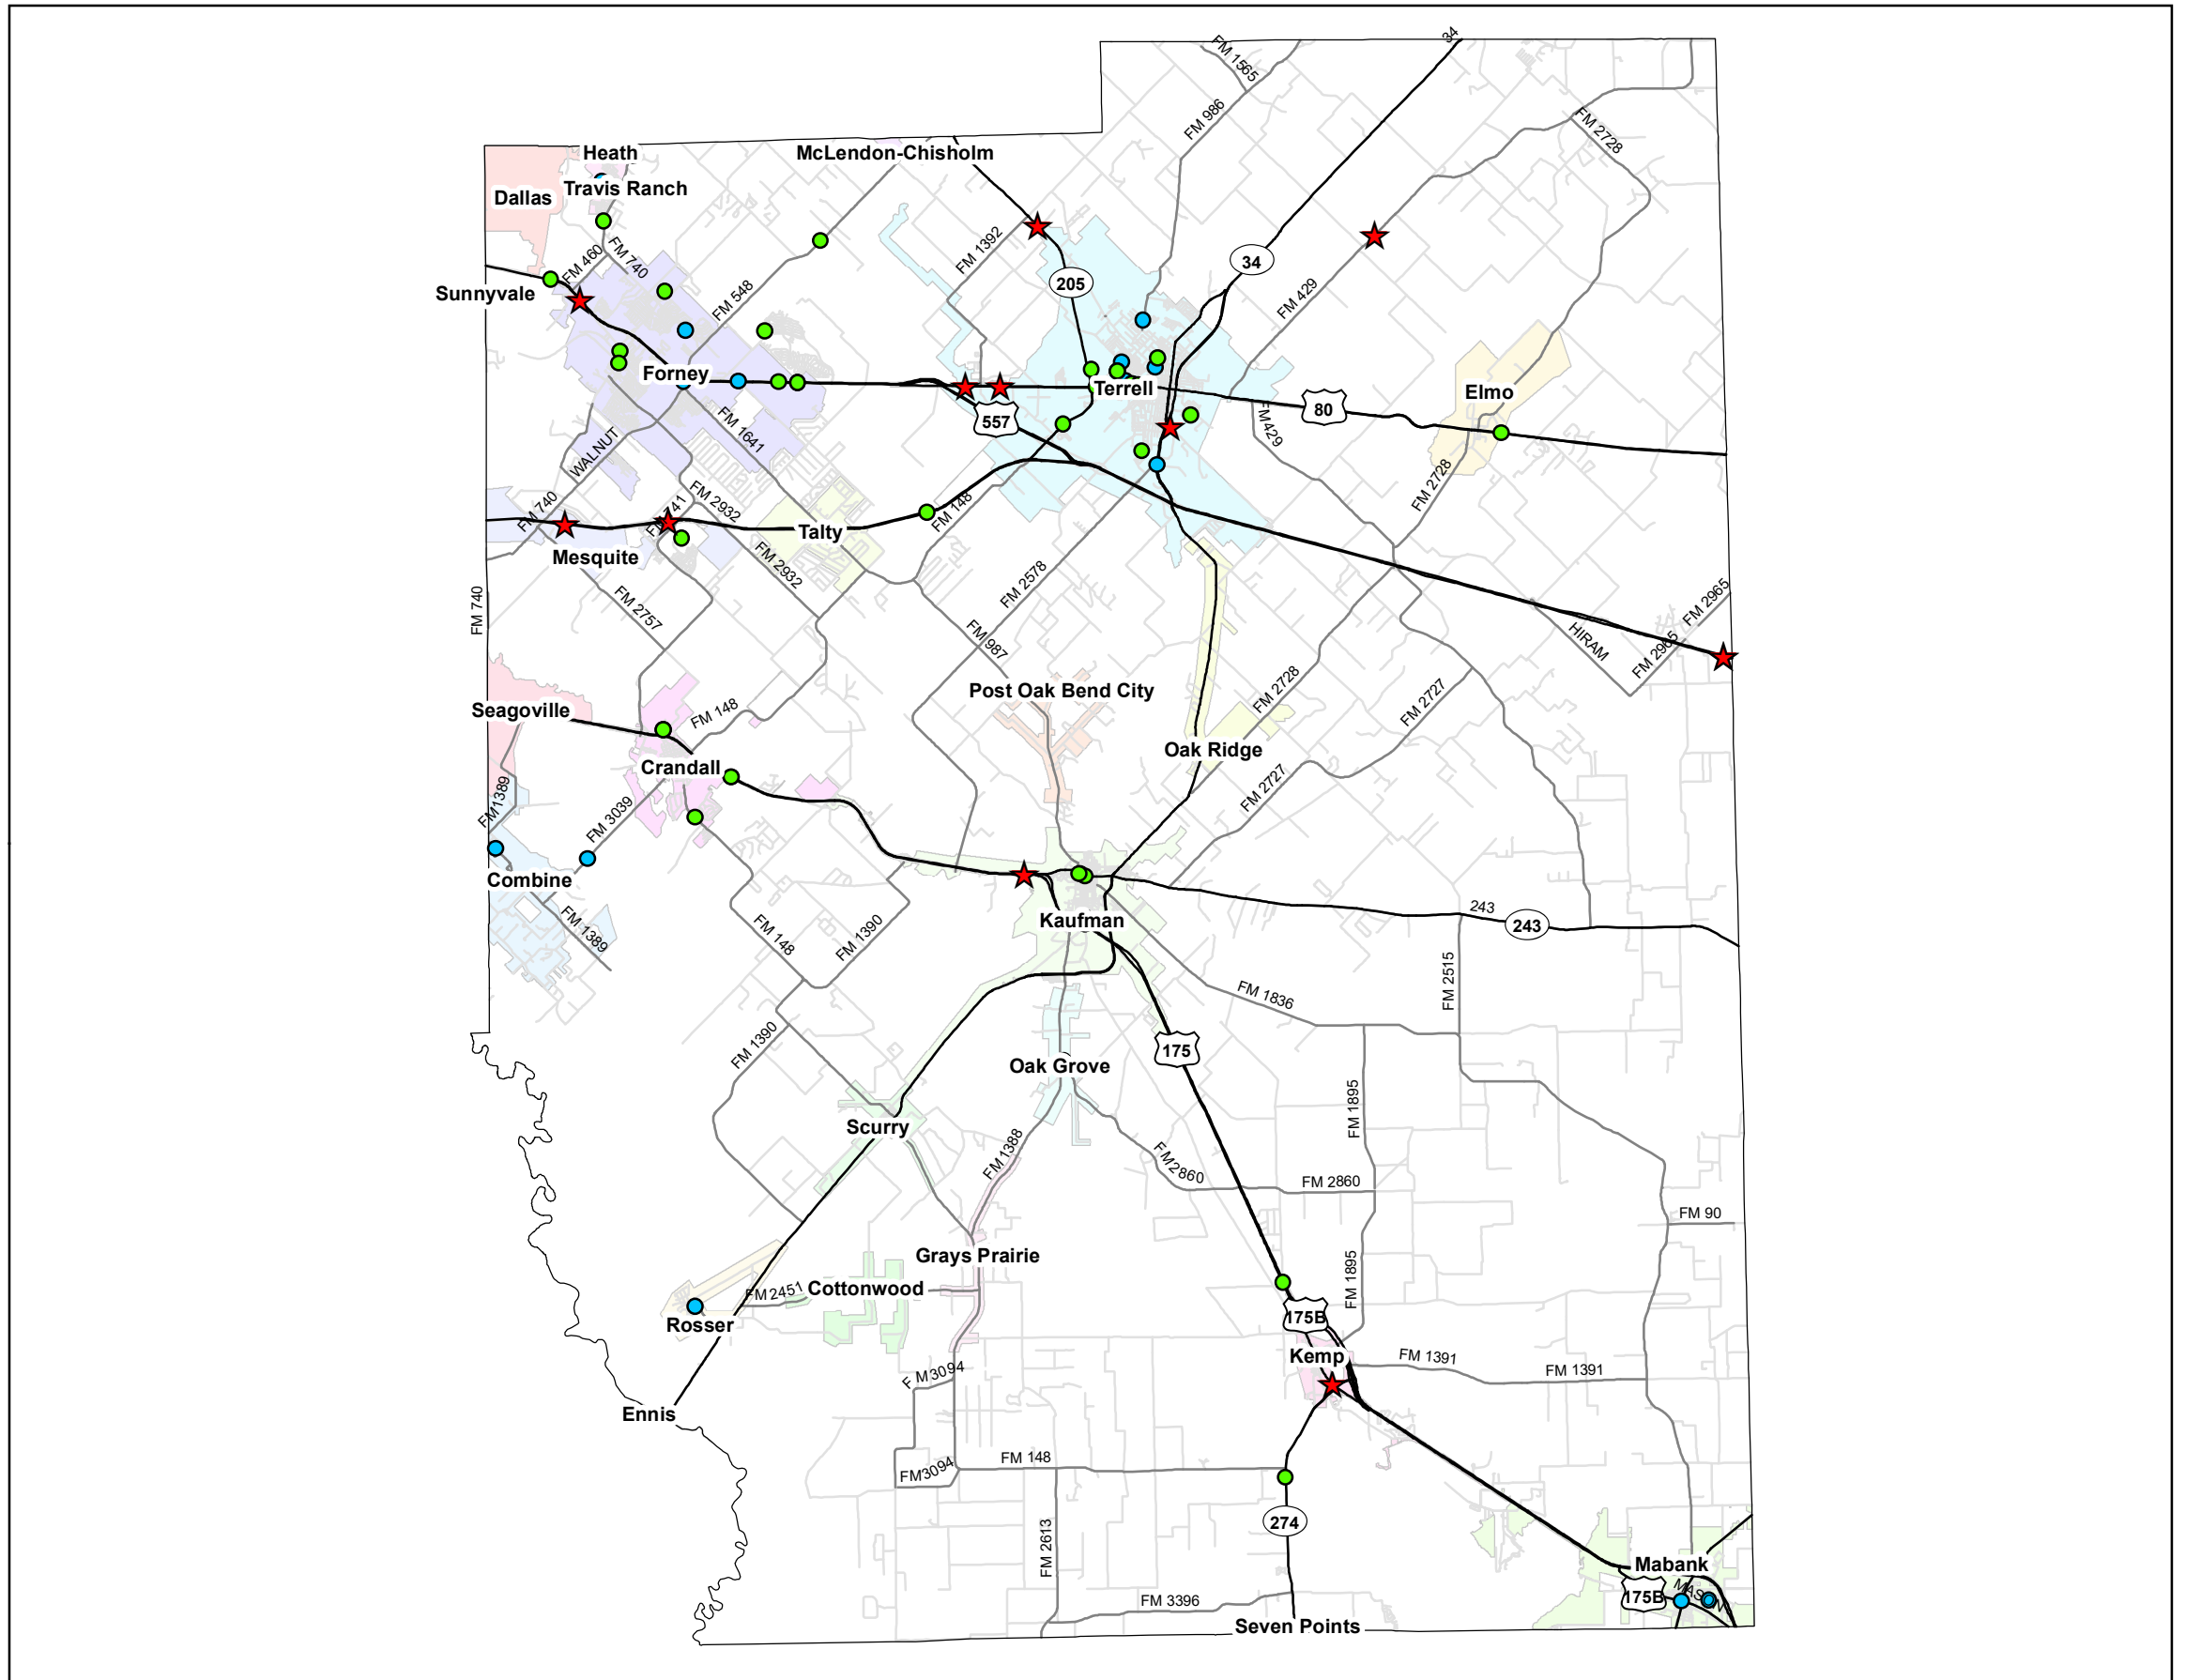 34
FM 1565
FM 986
FM 2728
Heath
McLendon-Chisholm
Travis Ranch
Dallas
FM 460
FM 740
FM 1392
34
205
Sunnyvale
FM 548
FM 429
Forney
Terrell
Elmo
80
557
FM 1641
FM429
WALNUT
FM 2728
FM 740
FM 2932
FM 148
Talty
Mesquite
FM 2932
FM 2578
FM 740
FM 2757
FM 987
HIRAM
FM 2965
FM 2965
Post Oak Bend City
FM 2728
FM 2727
Seagoville
FM 148
Oak Ridge
Crandall
FM 2727
FM1389
FM 3039
Combine
FM 1389
243
243
Kaufman
FM 148
FM 1390
FM 2515
FM 1836
FM 1390
175
Oak Grove
FM 1895
Scurry
FM 1388
FM2860
FM 2860
FM 90
Grays Prairie
FM 2451
Cottonwood
FM 1895
Rosser
175B
Kemp
FM 1391
FM 1391
FM3094
Ennis
FM 148
FM3094
274
FM 2613
Mabank
175B
FM 3396
Seven Points